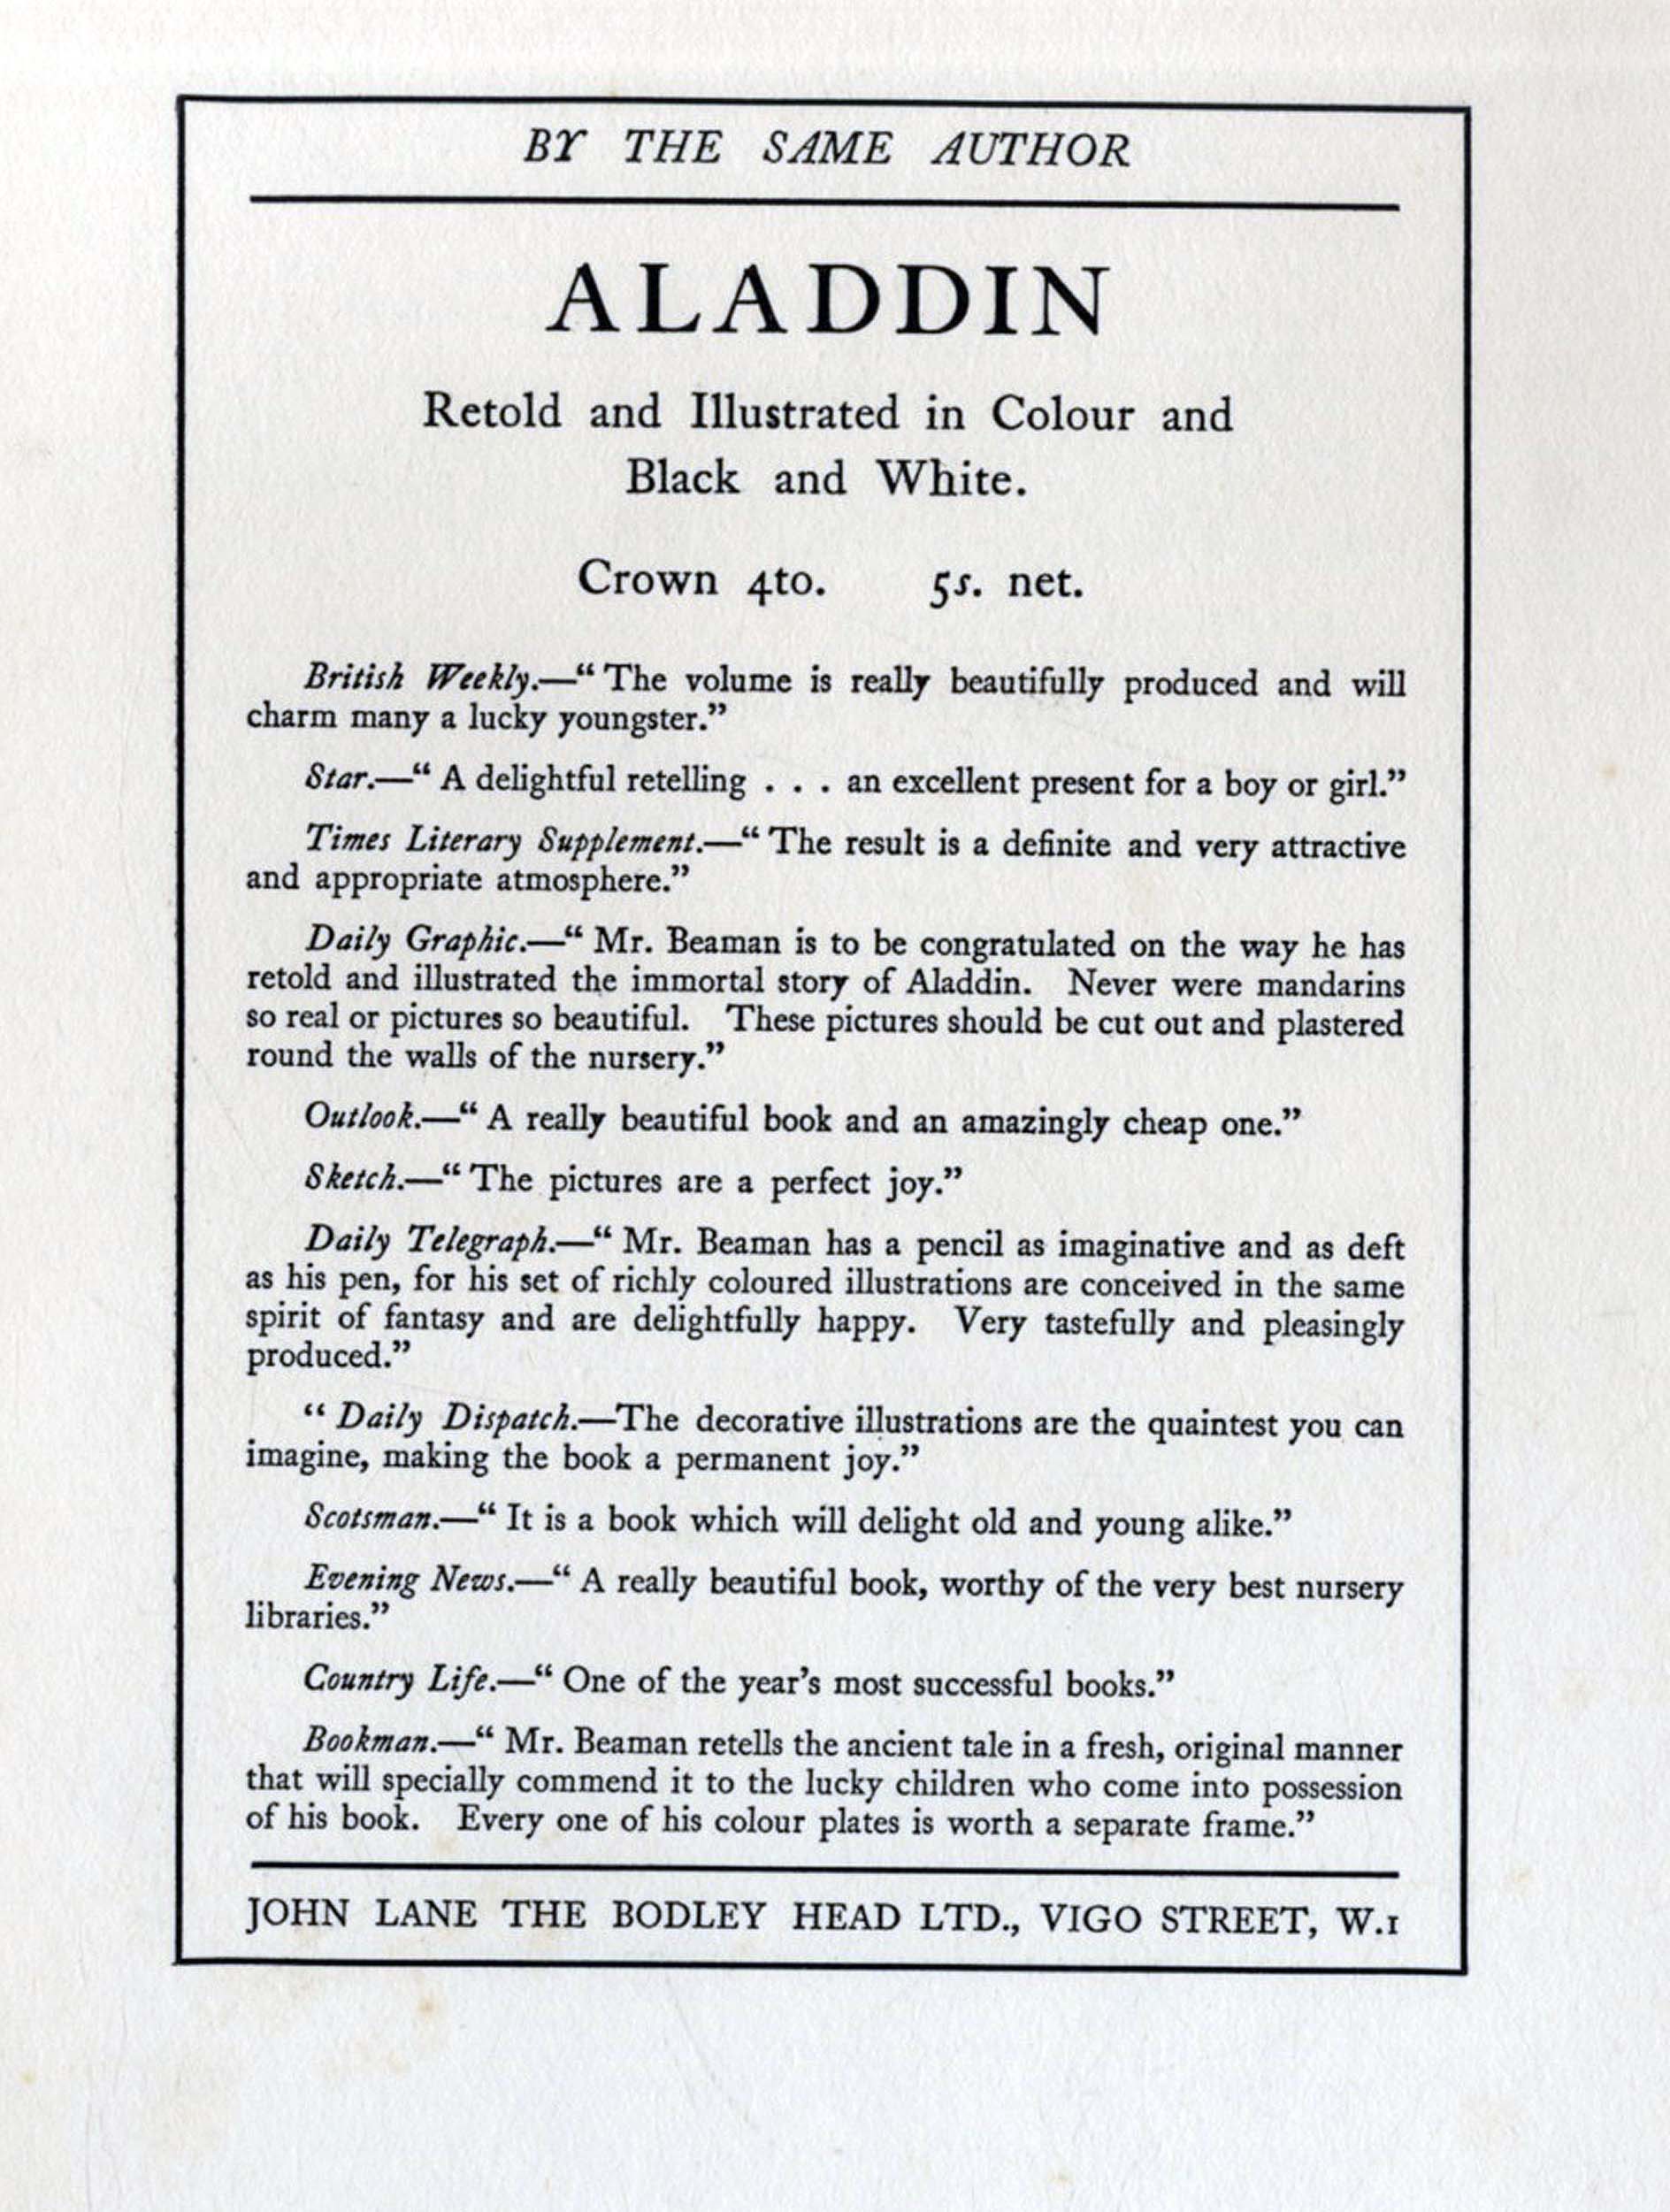 BY THE SAME AUTHOR
ALADDIN
Retold and Illustrated in Colour and
Black and White.
Crown 4to. 5s. net.
British Weekly.—“ The volume is really beautifully produced and will
charm many a lucky youngster.”
Star.—“ A delightful retelling . . . an excellent present for a boy or girl.”
Times Literary Supplement.—“ The result is a definite and very attractive
and appropriate atmosphere.”
Daily Graphic.—“ Mr. Beaman is to be congratulated on the way he has
retold and illustrated the immortal story of Aladdin. Never were mandarins
so real or pictures so beautiful. These pictures should be cut out and plastered
round the walls of the nursery.”
Outlook.—“ A really beautiful book and an amazingly cheap one.”
Sketch.—“ The pictures are a perfect joy.”
Daily Telegraph.—“ Mr. Beaman has a pencil as imaginative and as deft
as his pen, for his set of richly coloured illustrations are conceived in the same
spirit of fantasy and are delightfully happy. Very tastefully and pleasingly
produced.”
“ Daily Dispatch.—The decorative illustrations are the quaintest you can
imagine, making the book a permanent joy.”
Scotsman.—“ It is a book which will delight old and young alike.”
Evening News.—“ A really beautiful book, worthy of the very best nursery
libraries.”
Country Life.—“ One of the year’s most successful books.”
Bookman.—“ Mr. Beaman retells the ancient tale in a fresh, original manner
that will specially commend it to the lucky children who come into possession
of his book. Every one of his colour plates is worth a separate frame.”
JOHN LANE THE BODLEY HEAD LTD., VIGO STREET, W.1